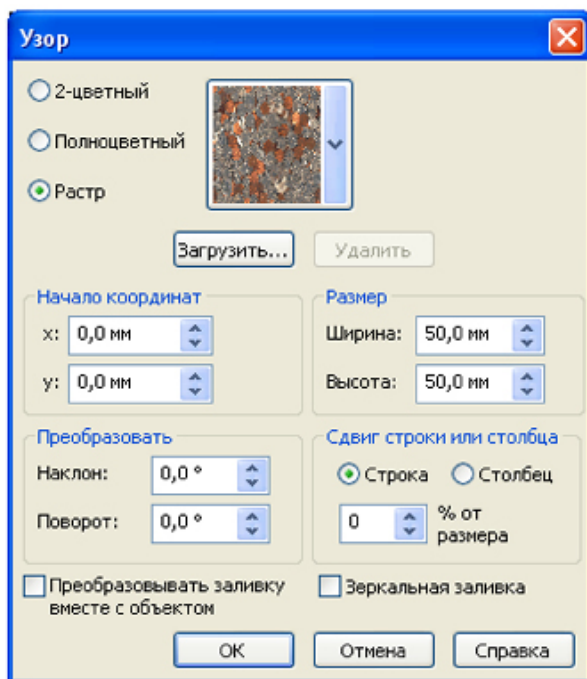 Узор
2-цветный
Полноцветный
Растр
Загрузить...
Удалить
Начало координат
x: 0,0 мм
y: 0,0 мм
Размер
Ширина: 50,0 мм
Высота: 50,0 мм
Преобразовать
Наклон: 0,0 °
Поворот: 0,0 °
Сдвиг строки или столбца
Строка Столбец
0 % от
размера
Преобразовывать заливку
вместе с объектом
Зеркальная заливка
ОК Отмена Справка